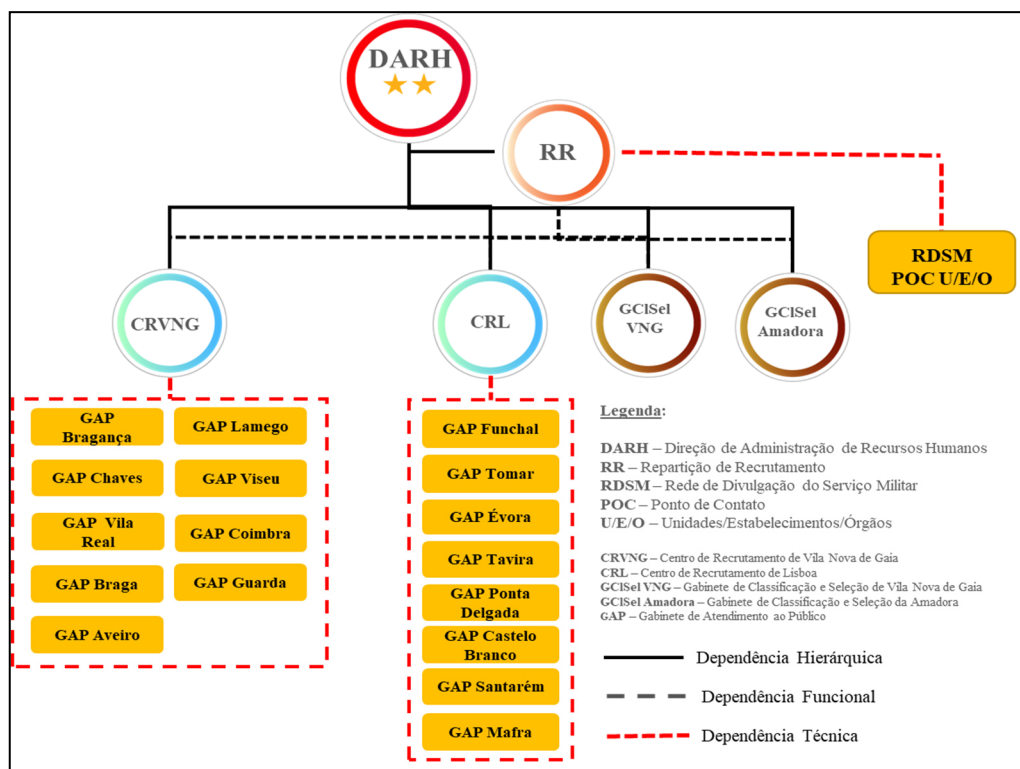 DARH
RR
RDSM
POC U/E/O
CRVNG
CRL
GClSel
VNG
GClSel
Amadora
GAP
Bragança
GAP Lamego
GAP Chaves
GAP Viseu
GAP Vila
Real
GAP Coimbra
GAP Braga
GAP Guarda
GAP Aveiro
GAP Funchal
GAP Tomar
GAP Évora
GAP Tavira
GAP Ponta
Delgada
GAP Castelo
Branco
GAP Santarém
GAP Mafra
Legenda:
DARH – Direção de Administração de Recursos Humanos
RR – Repartição de Recrutamento
RDSM – Rede de Divulgação do Serviço Militar
POC – Ponto de Contato
U/E/O – Unidades/Estabelecimentos/Órgãos
CRVNG – Centro de Recrutamento de Vila Nova de Gaia
CRL – Centro de Recrutamento de Lisboa
GClSel VNG – Gabinete de Classificação e Seleção de Vila Nova de Gaia
GClSel Amadora – Gabinete de Classificação e Seleção da Amadora
GAP – Gabinete de Atendimento ao Público
Dependência Hierárquica
Dependência Funcional
Dependência Técnica